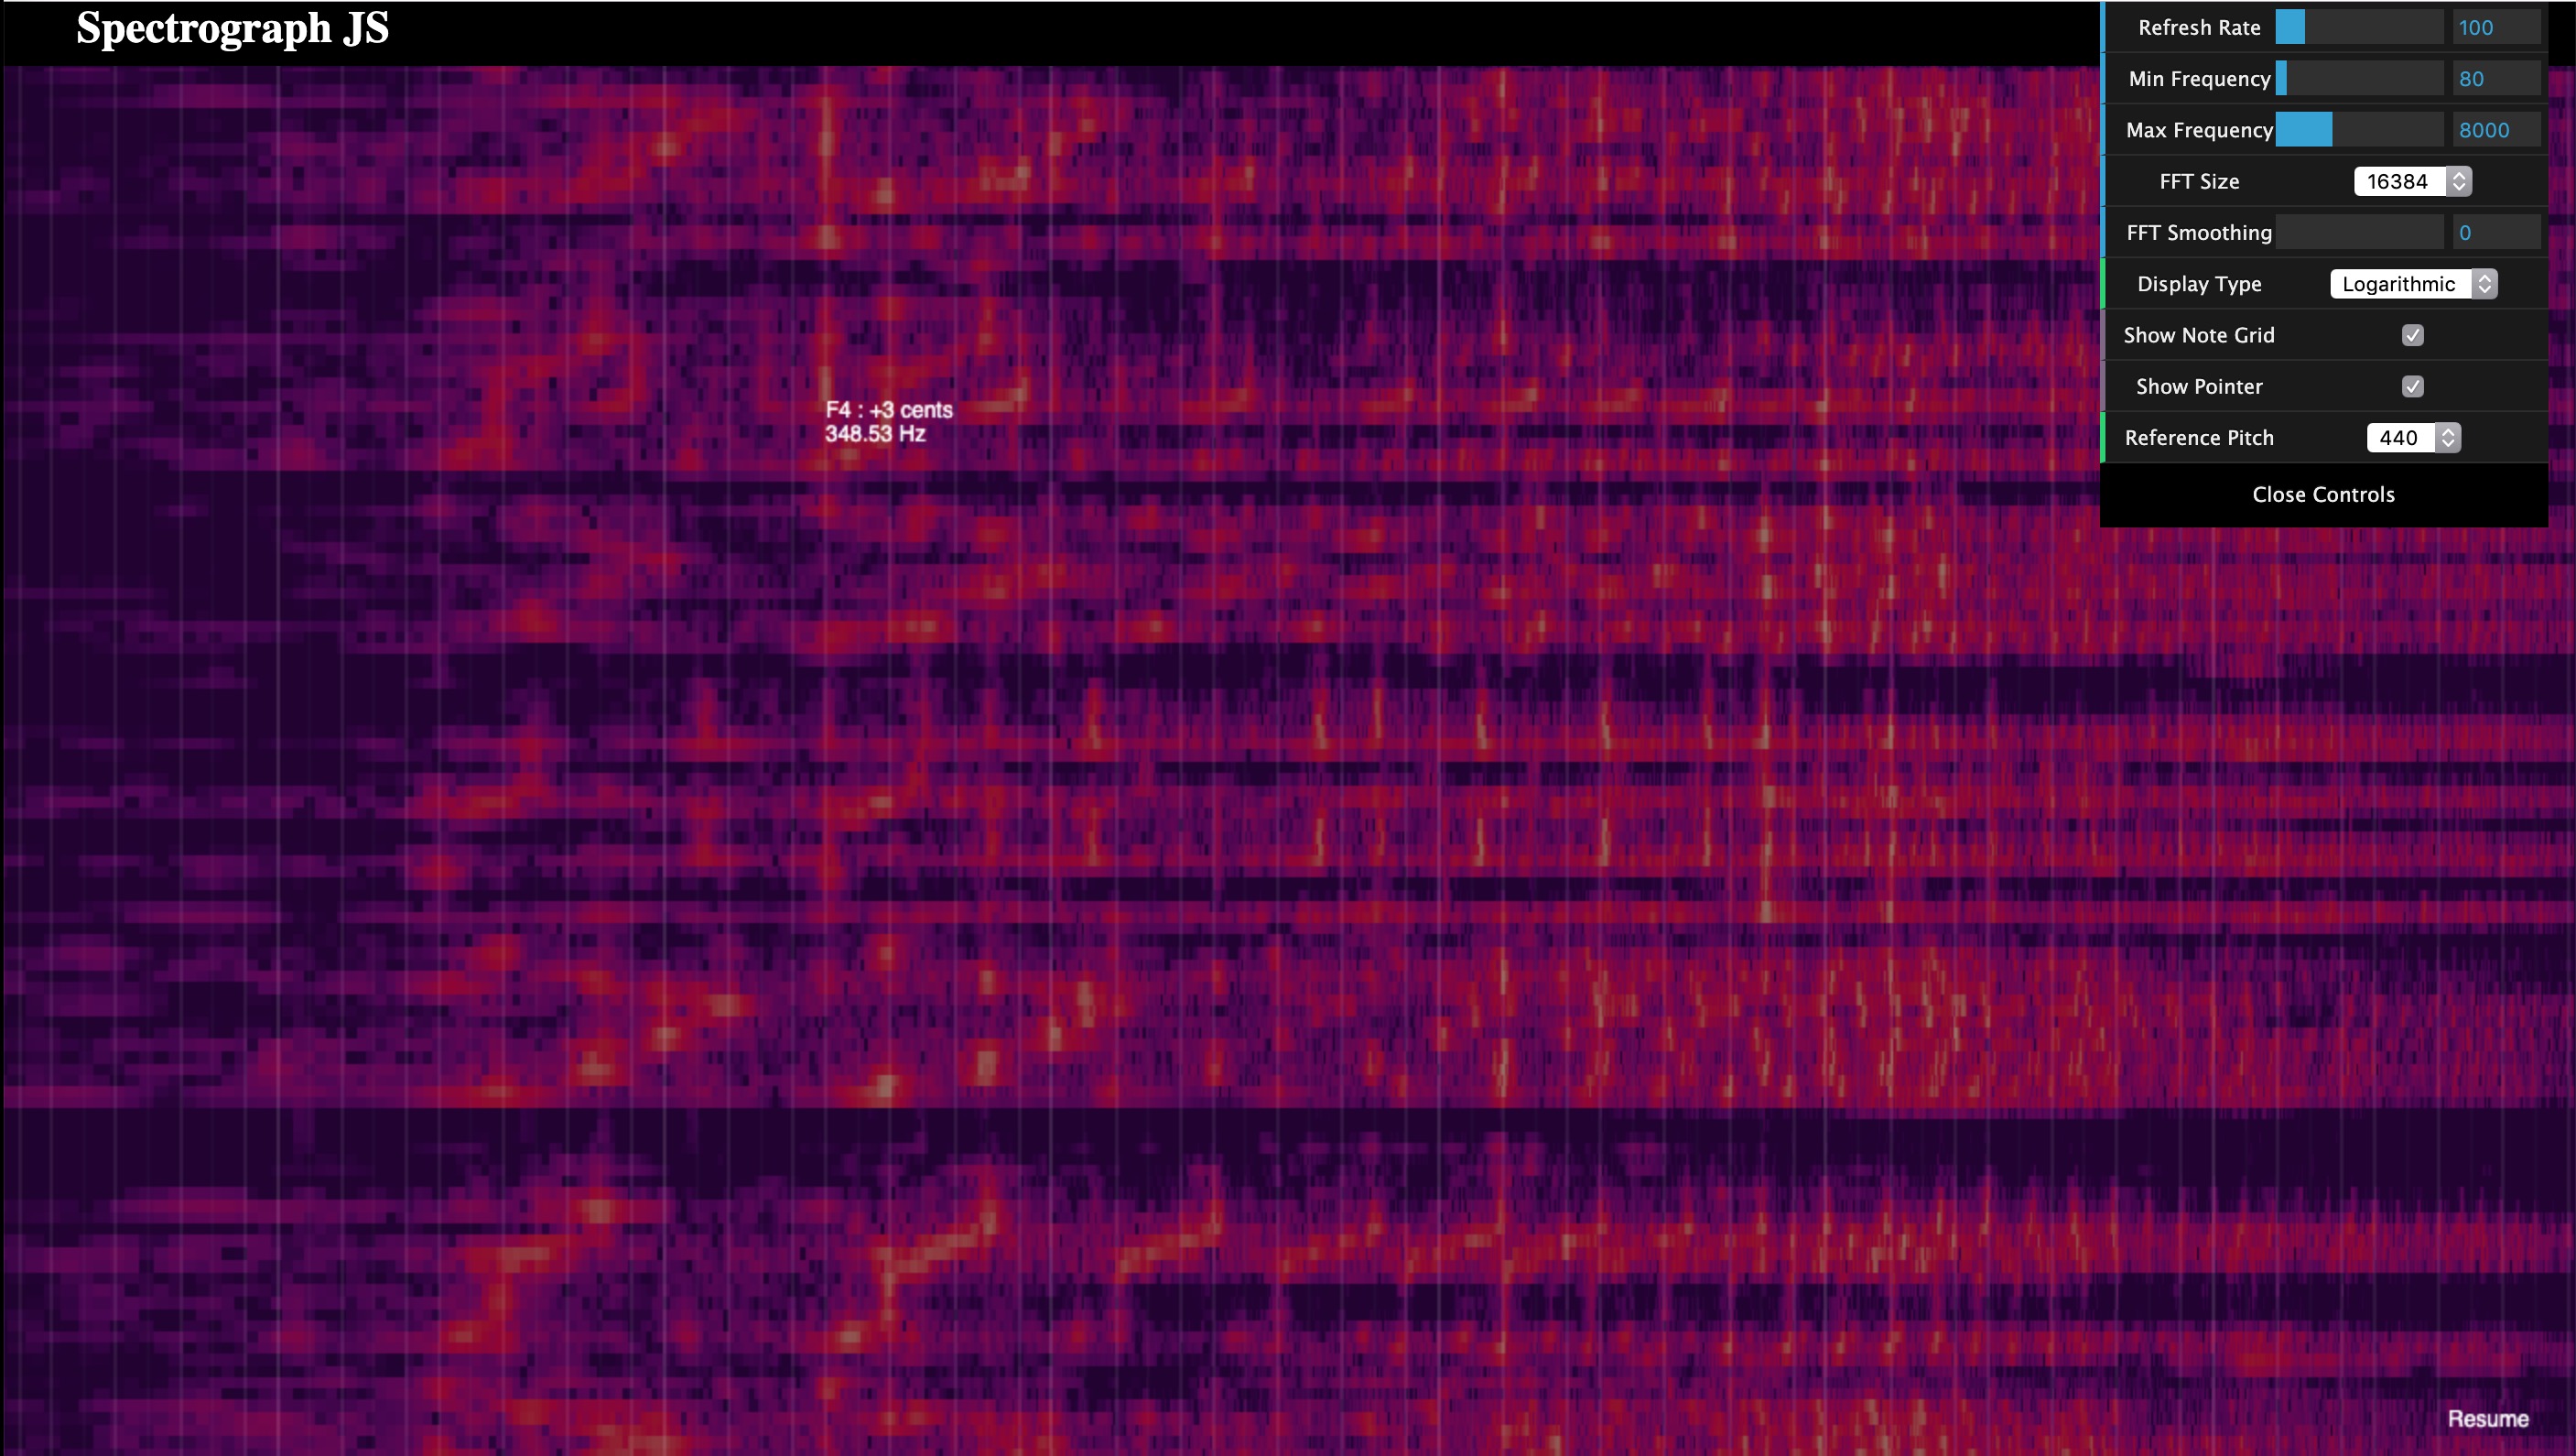 Spectrograph JS
Refresh Rate 100
Min Frequency 80
Max Frequency 8000
FFT Size 16384
FFT Smoothing 0
Display Type Logarithmic
Show Note Grid
Show Pointer
Reference Pitch 440
Close Controls
F4 : +3 cents
348.53 Hz
Resume